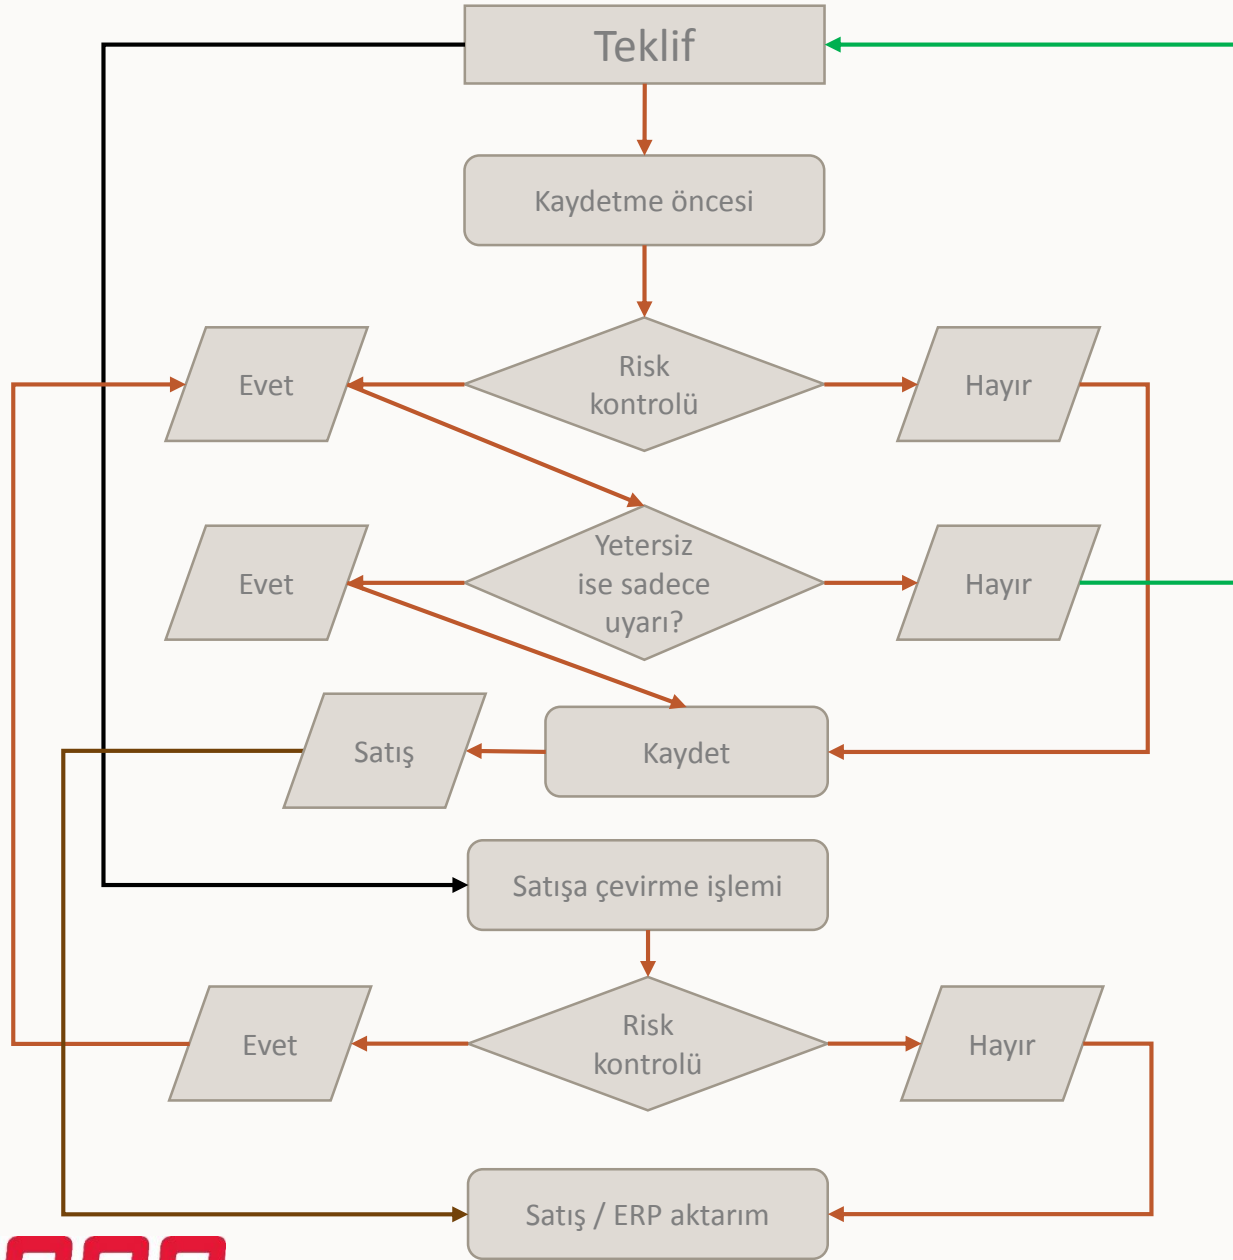 Teklif
Kaydetme öncesi
Evet
Risk
kontrolü
Hayır
Evet
Yetersiz
ise sadece
uyarı?
Hayır
Satış
Kaydet
Satışa çevirme işlemi
Evet
Risk
kontrolü
Hayır
Satış / ERP aktarım